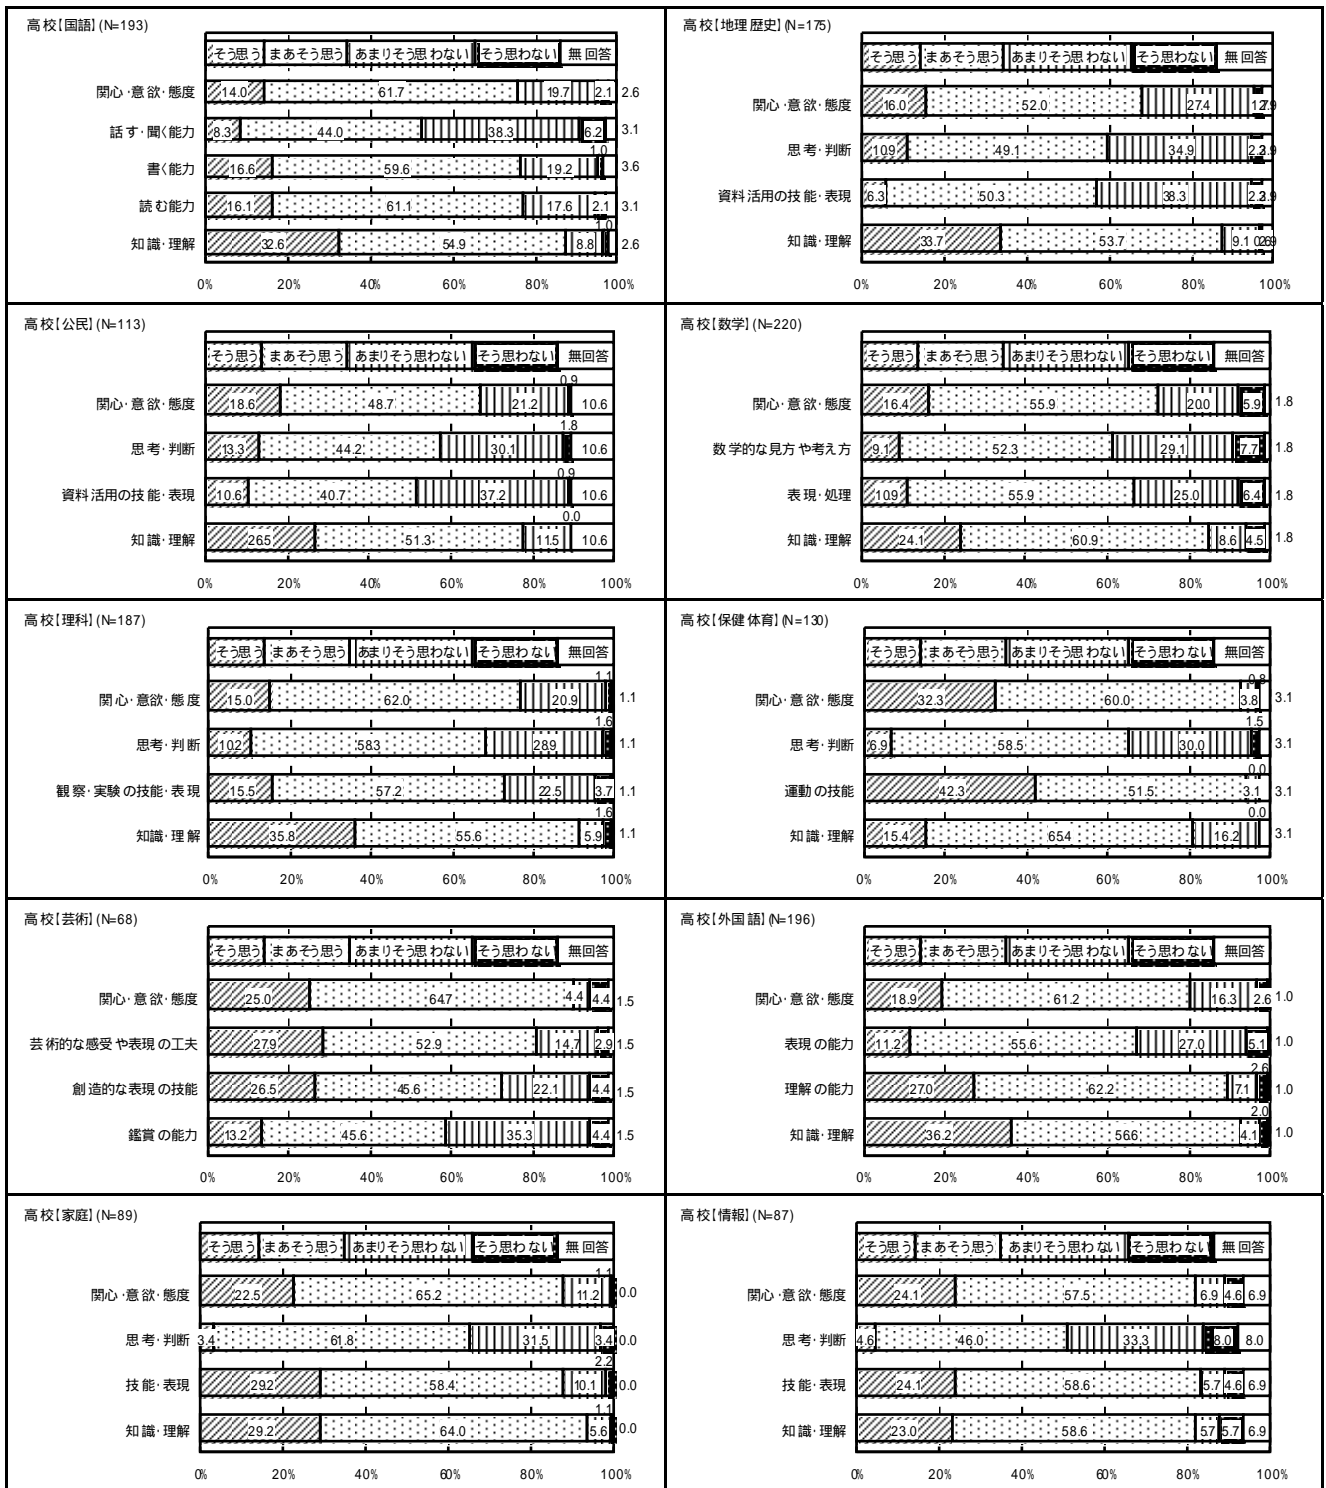 高校【国語】(N=193)
そう思う まあそう思う あまりそう思わない そう思わない 無回答
関心・意欲・態度 14.0 61.7 19.7 2.1 2.6
話す・聞く能力 8.3 44.0 38.3 6.2 3.1
書く能力 16.6 59.6 19.2 1.0 3.6
読む能力 16.1 61.1 17.6 2.1 3.1
知識・理解 32.6 54.9 8.8 1.0 2.6
0% 20% 40% 60% 80% 100%
高校【地理歴史】(N=175)
そう思う まあそう思う あまりそう思わない そう思わない 無回答
関心・意欲・態度 16.0 52.0 27.4
思考・判断 10.9 49.1 34.9
資料活用の技能・表現 6.3 50.3 38.3
知識・理解 33.7 53.7 9.1
0% 20% 40% 60% 80% 100%
高校【公民】(N=113)
そう思う まあそう思う あまりそう思わない そう思わない 無回答
関心・意欲・態度 18.6 48.7 21.2 0.9 10.6
思考・判断 13.3 44.2 30.1 1.8 10.6
資料活用の技能・表現 10.6 40.7 37.2 0.9 10.6
知識・理解 26.5 51.3 11.5 0.0 10.6
0% 20% 40% 60% 80% 100%
高校【数学】(N=220)
そう思う まあそう思う あまりそう思わない そう思わない 無回答
関心・意欲・態度 16.4 55.9 20.0 5.9 1.8
数学的な見方や考え方 9.1 52.3 29.1 7.7 1.8
表現・処理 10.9 55.9 25.0 6.4 1.8
知識・理解 24.1 60.9 8.6 4.5 1.8
0% 20% 40% 60% 80% 100%
高校【理科】(N=187)
そう思う まあそう思う あまりそう思わない そう思わない 無回答
関心・意欲・態度 15.0 62.0 20.9 1.1 1.1
思考・判断 10.2 58.3 28.9 1.6 1.1
観察・実験の技能・表現 15.5 57.2 22.5 3.7 1.1
知識・理解 35.8 55.6 5.9 1.6 1.1
0% 20% 40% 60% 80% 100%
高校【保健体育】(N=130)
そう思う まあそう思う あまりそう思わない そう思わない 無回答
関心・意欲・態度 32.3 60.0 3.8 0.8 3.1
思考・判断 6.9 58.5 30.0 1.5 3.1
運動の技能 42.3 51.5 3.1 0.0 3.1
知識・理解 15.4 65.4 16.2 0.0 3.1
0% 20% 40% 60% 80% 100%
高校【芸術】(N=68)
そう思う まあそう思う あまりそう思わない そう思わない 無回答
関心・意欲・態度 25.0 64.7 4.4 4.4 1.5
芸術的な感受や表現の工夫 27.9 52.9 14.7 2.9 1.5
創造的な表現の技能 26.5 45.6 22.1 4.4 1.5
鑑賞の能力 13.2 45.6 35.3 4.4 1.5
0% 20% 40% 60% 80% 100%
高校【外国語】(N=196)
そう思う まあそう思う あまりそう思わない そう思わない 無回答
関心・意欲・態度 18.9 61.2 16.3 2.6 1.0
表現の能力 11.2 55.6 27.0 5.1 1.0
理解の能力 27.0 62.2 7.1 2.6 1.0
知識・理解 36.2 56.6 4.1 2.0 1.0
0% 20% 40% 60% 80% 100%
高校【家庭】(N=89)
そう思う まあそう思う あまりそう思わない そう思わない 無回答
関心・意欲・態度 22.5 65.2 11.2 1.1 0.0
思考・判断 3.4 61.8 31.5 3.4 0.0
技能・表現 29.2 58.4 10.1 2.2 0.0
知識・理解 29.2 64.0 5.6 1.1 0.0
0% 20% 40% 60% 80% 100%
高校【情報】(N=87)
そう思う まあそう思う あまりそう思わない そう思わない 無回答
関心・意欲・態度 24.1 57.5 6.9 4.6 6.9
思考・判断 4.6 46.0 33.3 8.0 8.0
技能・表現 24.1 58.6 5.7 4.6 6.9
知識・理解 23.0 58.6 5.7 5.7 6.9
0% 20% 40% 60% 80% 100%